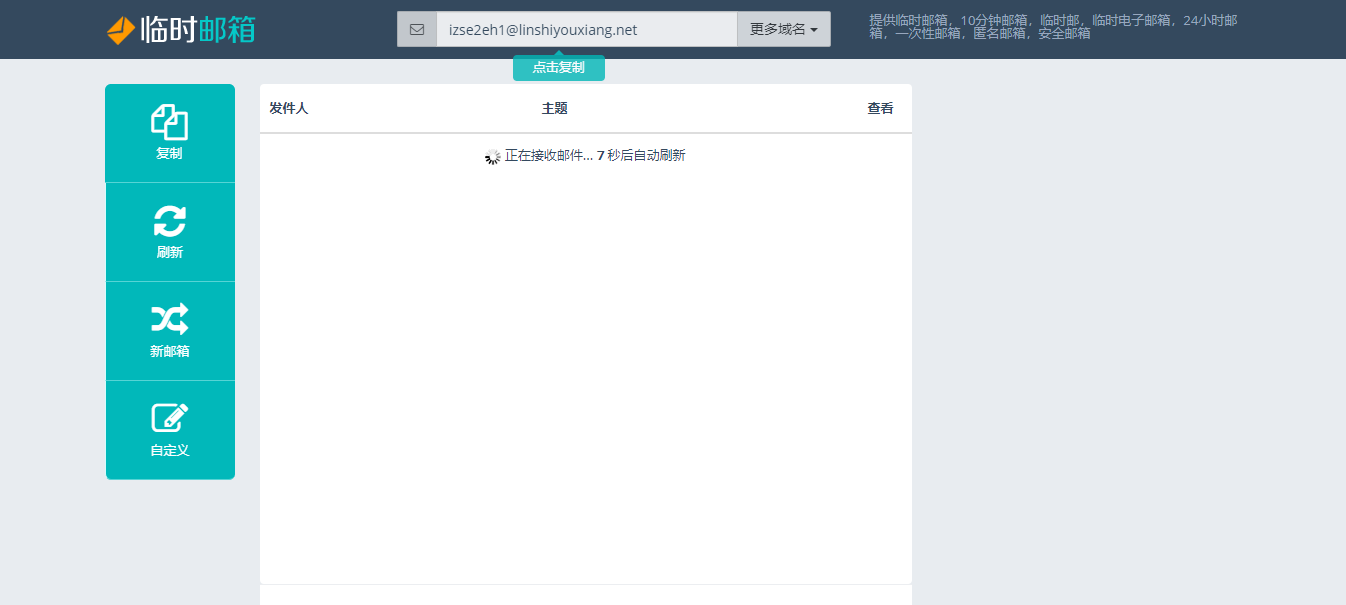 临时邮箱
izse2eh1@linshiyouxiang.net
更多域名
提供临时邮箱，10分钟邮箱，临时邮，临时电子邮箱，24小时邮
箱，一次性邮箱，匿名邮箱，安全邮箱
点击复制
复制
刷新
新邮箱
自定义
发件人 主题 查看
正在接收邮件... 7 秒后自动刷新